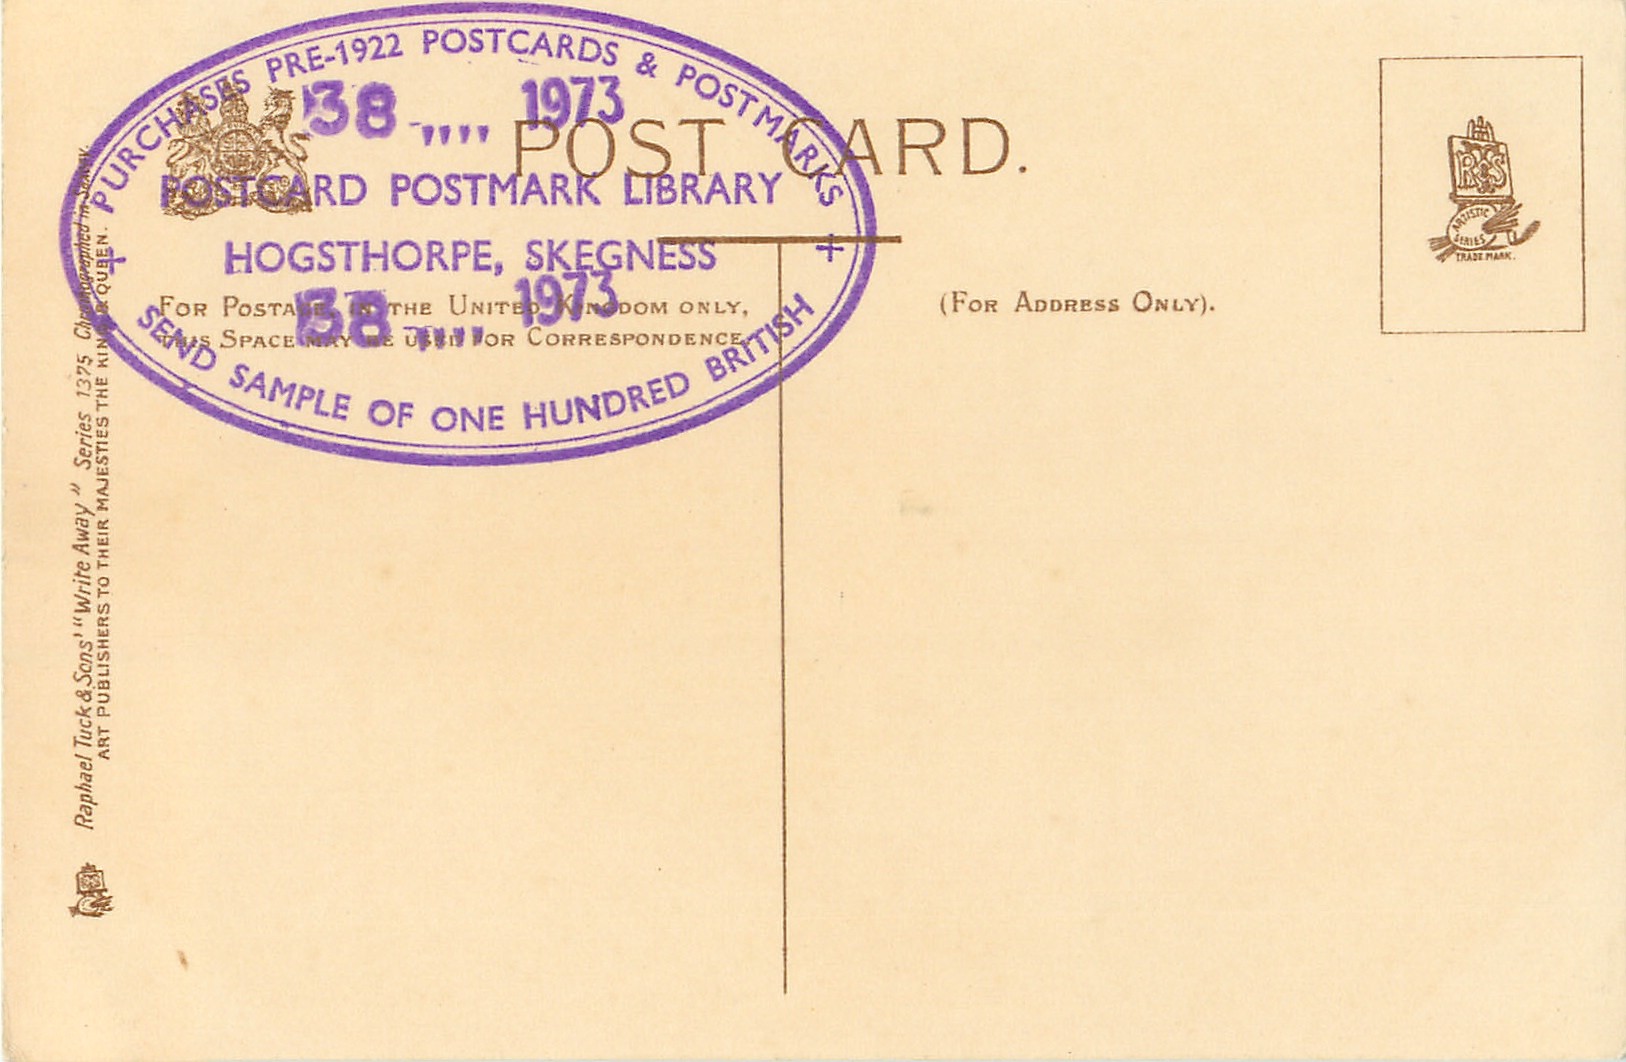 PURCHASES PRE-1922 POSTCARDS & POSTMARKS
38 1973
POSTCARD POSTMARK LIBRARY
HOGSTHORPE, SKEGNESS
38 1973
SEND SAMPLE OF ONE HUNDRED BRITISH
POST CARD.
FOR POSTAGE IN THE UNITED KINGDOM ONLY,
THIS SPACE MAY BE USED FOR CORRESPONDENCE.
(FOR ADDRESS ONLY).
ARTISTIC
SERIES
TRADE MARK.
Raphael Tuck & Sons' "Write Away" Series 1375 Chromographed in
ART PUBLISHERS TO THEIR MAJESTIES THE KING & QUEEN.